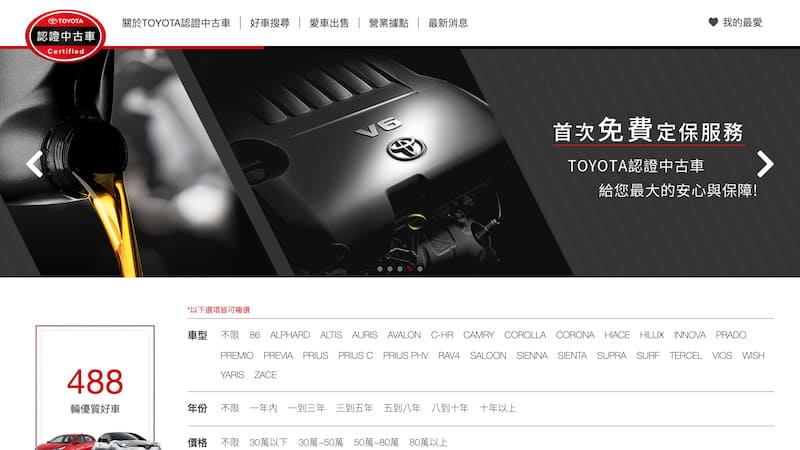 TOYOTA
認證中古車
Certified
關於TOYOTA認證中古車
好車搜尋
愛車出售
營業據點
最新消息
我的最愛
V6
首次免費定保服務
TOYOTA認證中古車
給您最大的安心與保障!
*以下選項皆可複選
488
輛優質好車
車型 不限 86 ALPHARD ALTIS AURIS AVALON C-HR CAMRY COROLLA CORONA HIACE HILUX INNOVA PRADO
PREMIO PREVIA PRIUS PRIUS C PRIUS PHV RAV4 SALOON SIENNA SIENTA SUPRA SURF TERCEL VIOS WISH
YARIS ZACE
年份 不限 一年內 一到三年 三到五年 五到八年 八到十年 十年以上
價格 不限 30萬以下 30萬~50萬 50萬~80萬 80萬以上